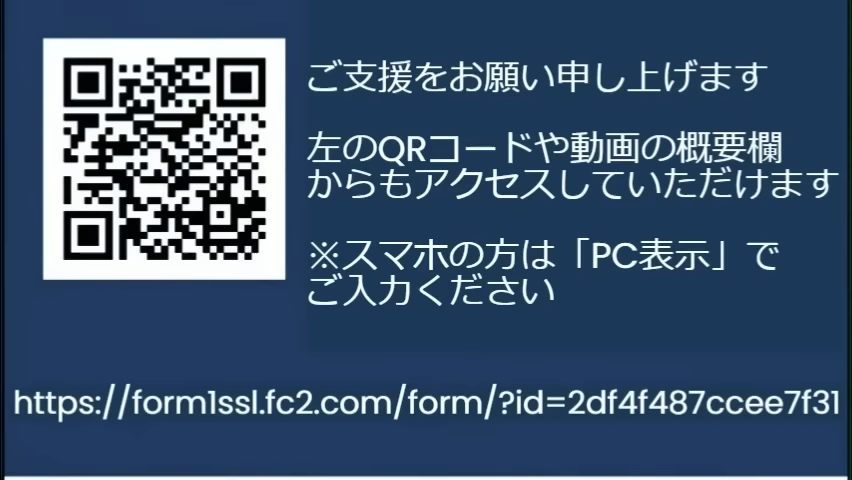 ご支援をお願い申し上げます
左のQRコードや動画の概要欄
からもアクセスしていただけます
※スマホの方は「PC表示」で
ご入力ください
https://form1ssl.fc2.com/form/?id=2df4f487ccee7f31